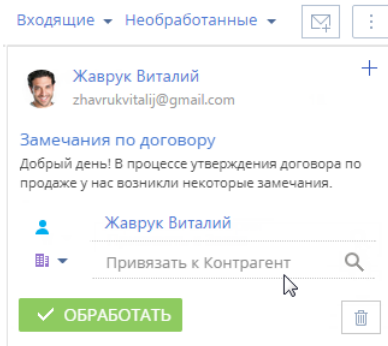 Входящие Необработанные
Жаврук Виталий
zhavrukvitalij@gmail.com
Замечания по договору
Добрый день! В процессе утверждения договора по
продаже у нас возникли некоторые замечания.
Жаврук Виталий
Привязать к Контрагент
ОБРАБОТАТЬ